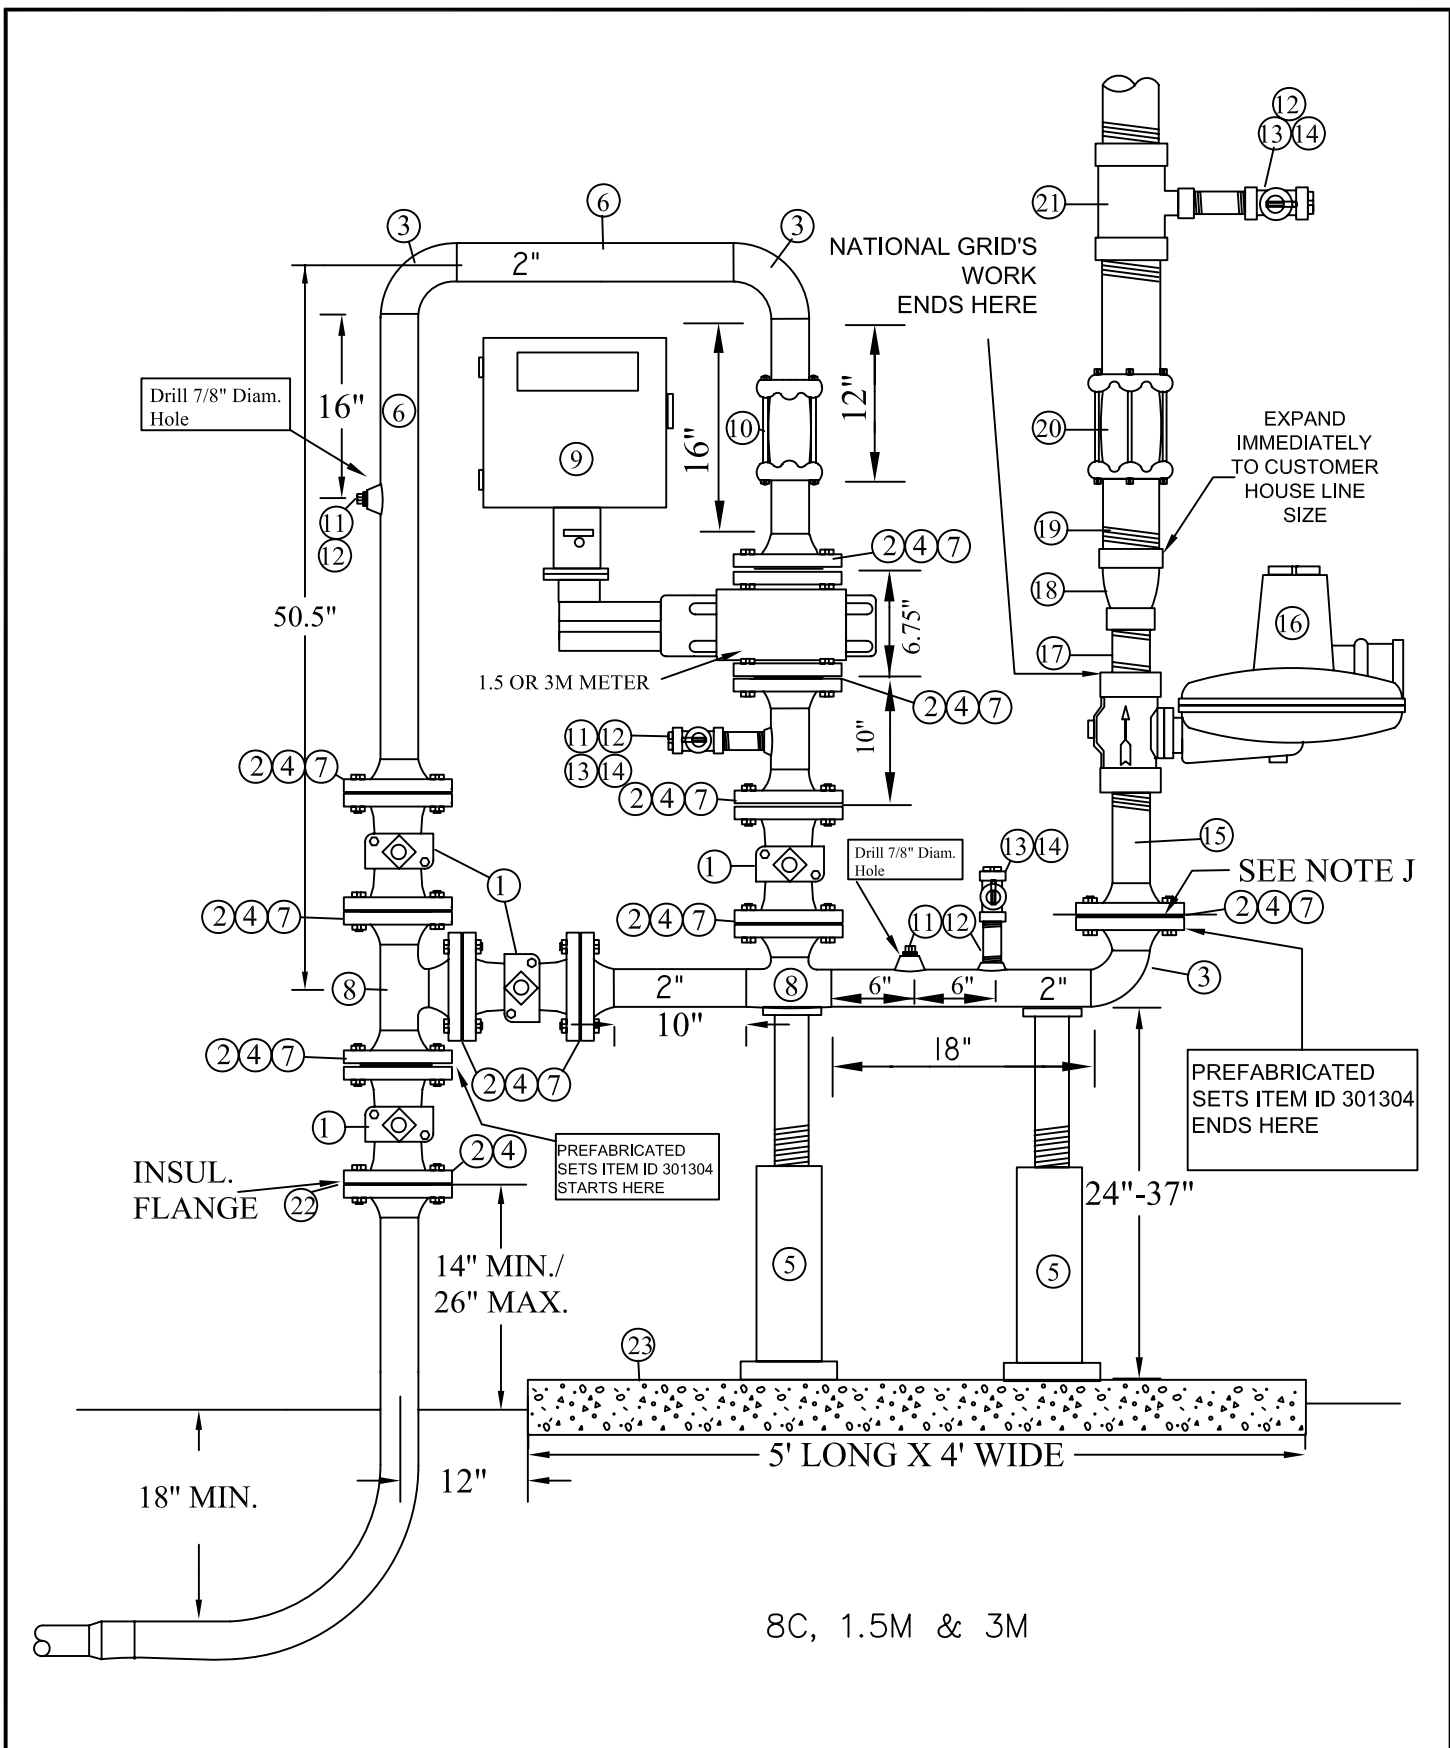 12
13 14
21
6
3
3
2"
NATIONAL GRID'S
WORK
ENDS HERE
Drill 7/8" Diam.
Hole
16"
6
9
10
16"
12"
20
EXPAND
IMMEDIATELY
TO CUSTOMER
HOUSE LINE
SIZE
11
12
19
2 4 7
18
50.5"
6.75"
16
17
1.5 OR 3M METER
2 4 7
10"
11 12
13 14
2 4 7
2 4 7
15
1
1
Drill 7/8" Diam.
Hole
13 14
SEE NOTE J
2 4 7
2 4 7
2 4 7
11 12
3
8
2"
8
6"
6"
2"
10"
18"
2 4 7
2 4 7
PREFABRICATED
SETS ITEM ID 301304
ENDS HERE
1
2 4
PREFABRICATED
SETS ITEM ID 301304
STARTS HERE
INSUL.
FLANGE
22
24"-37"
14" MIN./
26" MAX.
5
5
23
5' LONG X 4' WIDE
12"
18" MIN.
8C, 1.5M & 3M